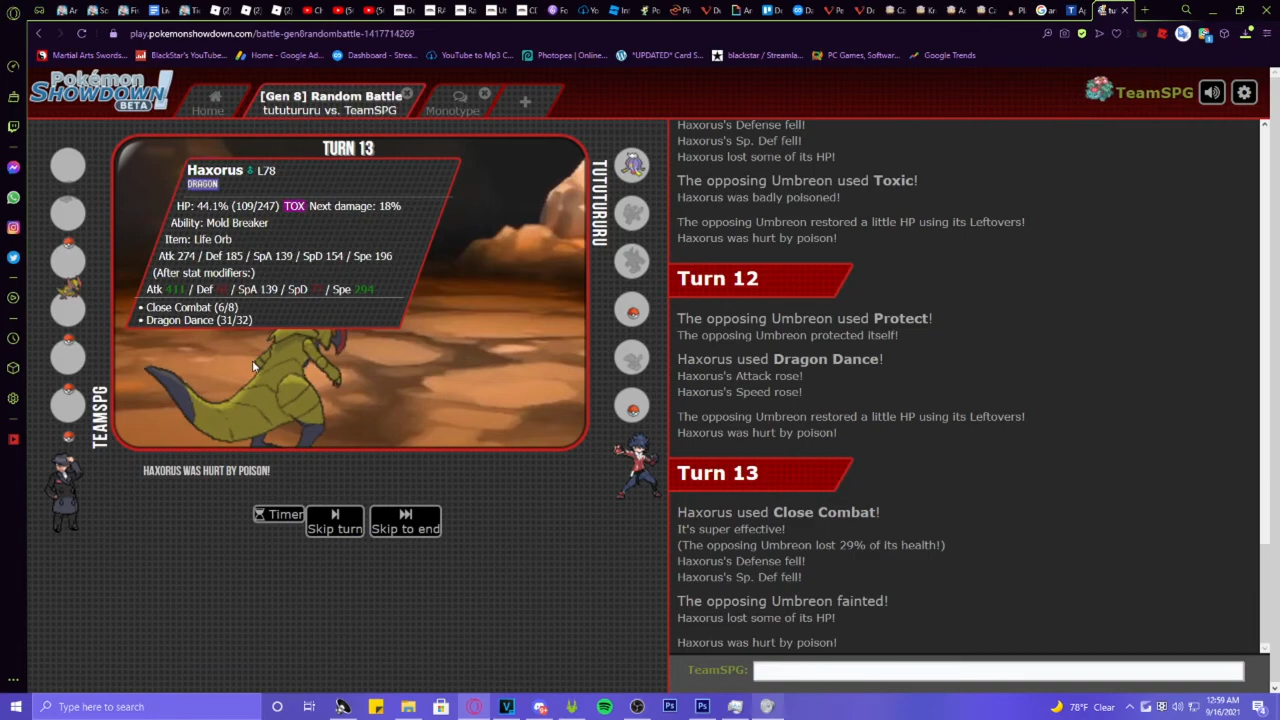 play.pokemonshowdown.com/battle-gen8randombattle-1417714269
Martial Arts Swords...
BlackStar's YouTube...
Home - Google Ad...
Dashboard - Strea...
YouTube to Mp3 C...
Photopea | Online...
*UPDATED* Card S...
blackstar / Streamla...
PC Games, Softwar...
Google Trends
Pokémon
SHOWDOWN!
BETA
Home
[Gen 8] Random Battle
tutututuru vs. TeamSPG
Monotype
+
TeamSPG
TURN 13
Haxorus L78
DRAGON
HP: 44.1% (109/247) TOX Next damage: 18%
Ability: Mold Breaker
Item: Life Orb
Atk 274 / Def 185 / SpA 139 / SpD 154 / Spe 196
(After stat modifiers:)
Atk 411 / Def / SpA 139 / SpD / Spe 294
• Close Combat (6/8)
• Dragon Dance (31/32)
TEAMSPG
TUTUTURURU
HAXORUS WAS HURT BY POISON!
Timer
Skip turn
Skip to end
Haxorus's Defense fell!
Haxorus's Sp. Def fell!
Haxorus lost some of its HP!
The opposing Umbreon used Toxic!
Haxorus was badly poisoned!
The opposing Umbreon restored a little HP using its Leftovers!
Haxorus was hurt by poison!
Turn 12
The opposing Umbreon used Protect!
The opposing Umbreon protected itself!
Haxorus used Dragon Dance!
Haxorus's Attack rose!
Haxorus's Speed rose!
The opposing Umbreon restored a little HP using its Leftovers!
Haxorus was hurt by poison!
Turn 13
Haxorus used Close Combat!
It's super effective!
(The opposing Umbreon lost 29% of its health!)
Haxorus's Defense fell!
Haxorus's Sp. Def fell!
The opposing Umbreon fainted!
Haxorus lost some of its HP!
Haxorus was hurt by poison!
TeamSPG:
Type here to search
78°F Clear
12:59 AM
9/16/2021